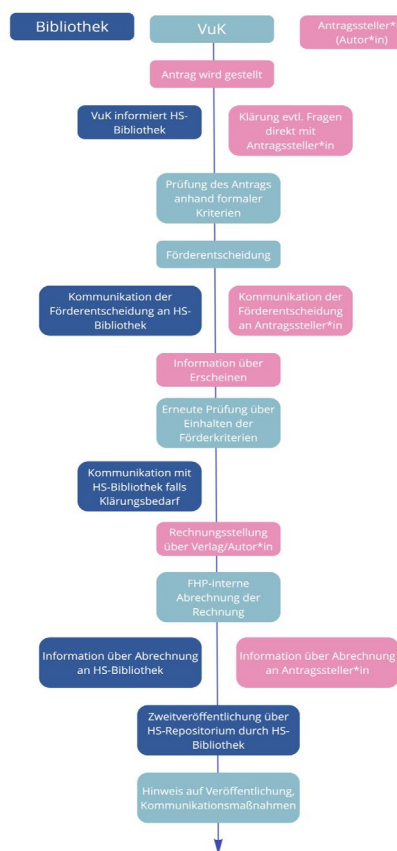 Bibliothek
VuK
Antragssteller*
(Autor*in)
Antrag wird gestellt
VuK informiert HS-
Bibliothek
Klärung evtl. Fragen
direkt mit
Antragssteller*in
Prüfung des Antrags
anhand formaler
Kriterien
Förderentscheidung
Kommunikation der
Förderentscheidung an HS-
Bibliothek
Kommunikation der
Förderentscheidung
an Antragssteller*in
Information über
Erscheinen
Erneute Prüfung über
Einhalten der
Förderkriterien
Kommunikation mit
HS-Bibliothek falls
Klärungsbedarf
Rechnungsstellung
über Verlag/Autor*in
FHP-interne
Abrechnung der
Rechnung
Information über Abrechnung
an HS-Bibliothek
Information über Abrechnung
an Antragssteller*in
Zweitveröffentlichung über
HS-Repositorium durch HS-
Bibliothek
Hinweis auf Veröffentlichung,
Kommunikationsmaßnahmen